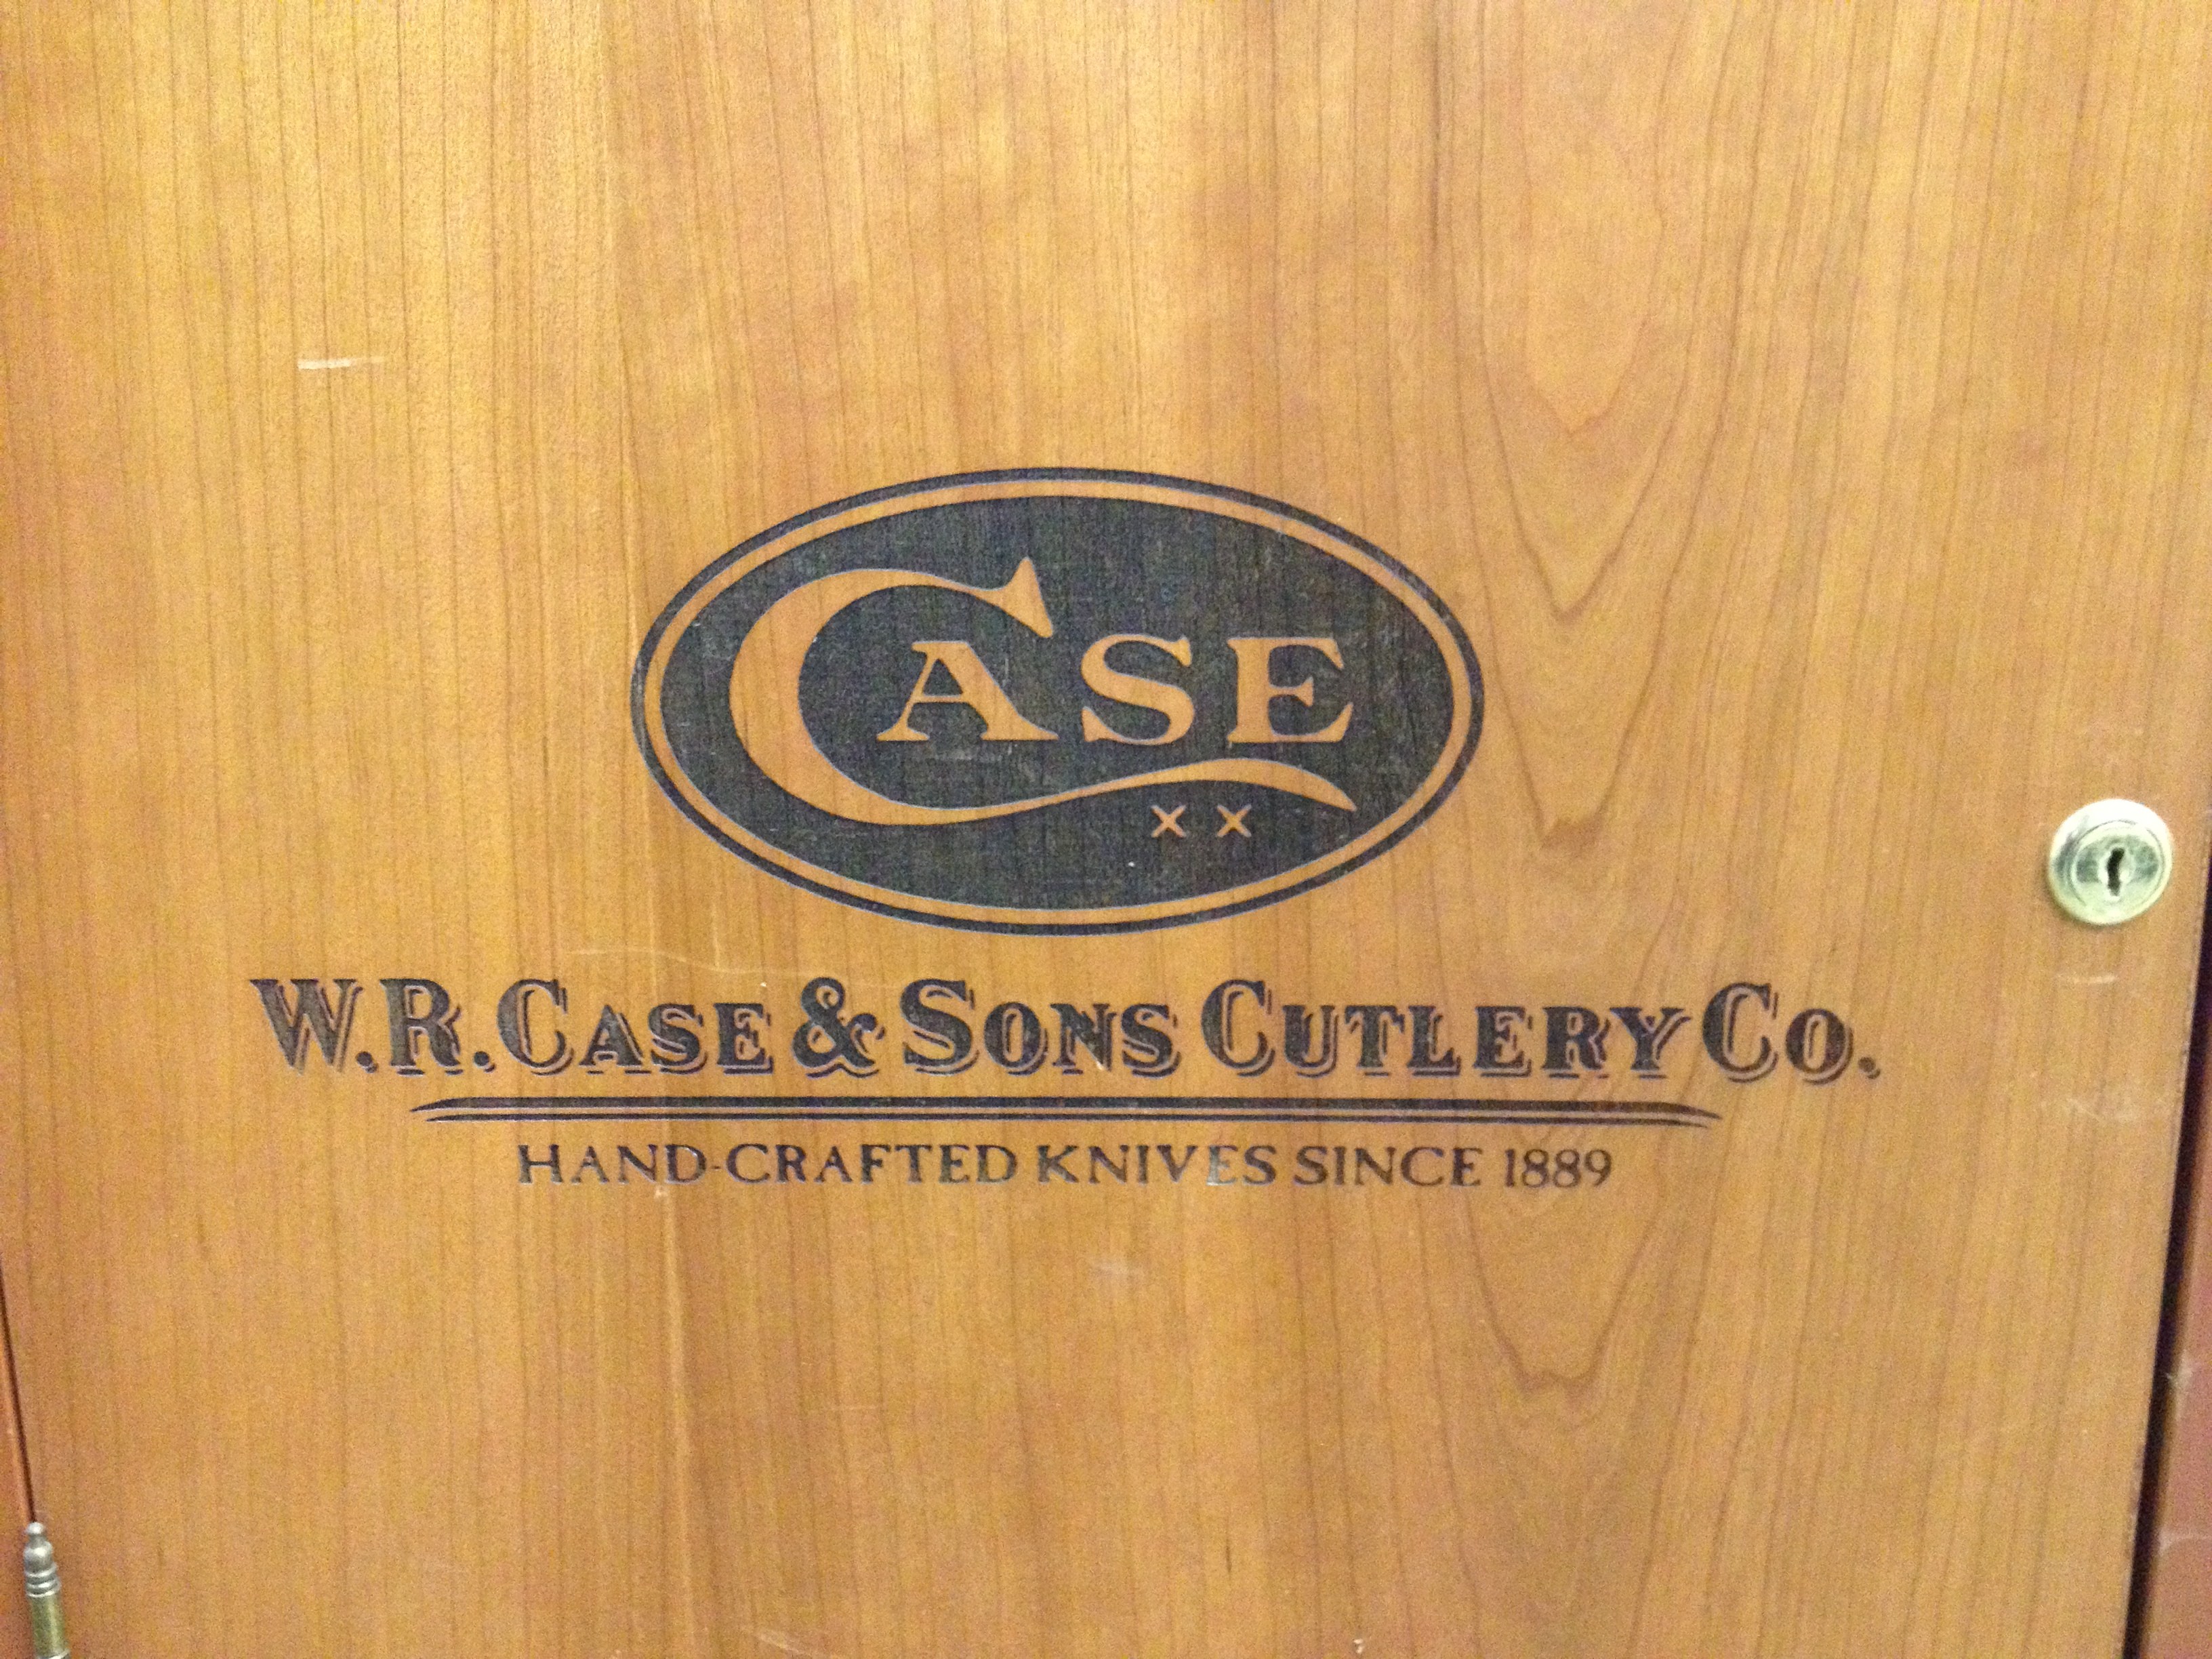 CASE
XX
W.R. CASE & SONS CUTLERY CO.
HAND-CRAFTED KNIVES SINCE 1889